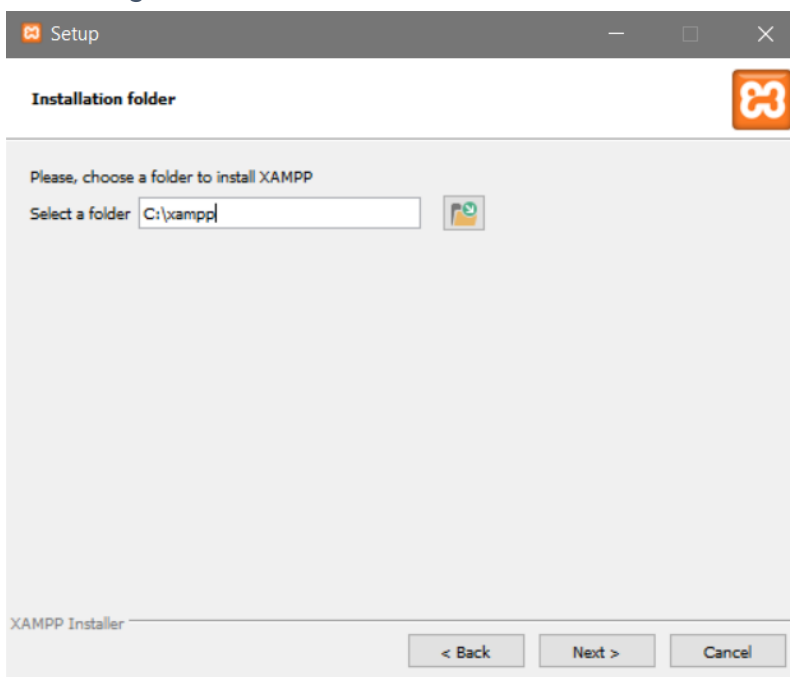 Setup
Installation folder
Please, choose a folder to install XAMPP
Select a folder C:\xampp
XAMPP Installer
< Back Next > Cancel